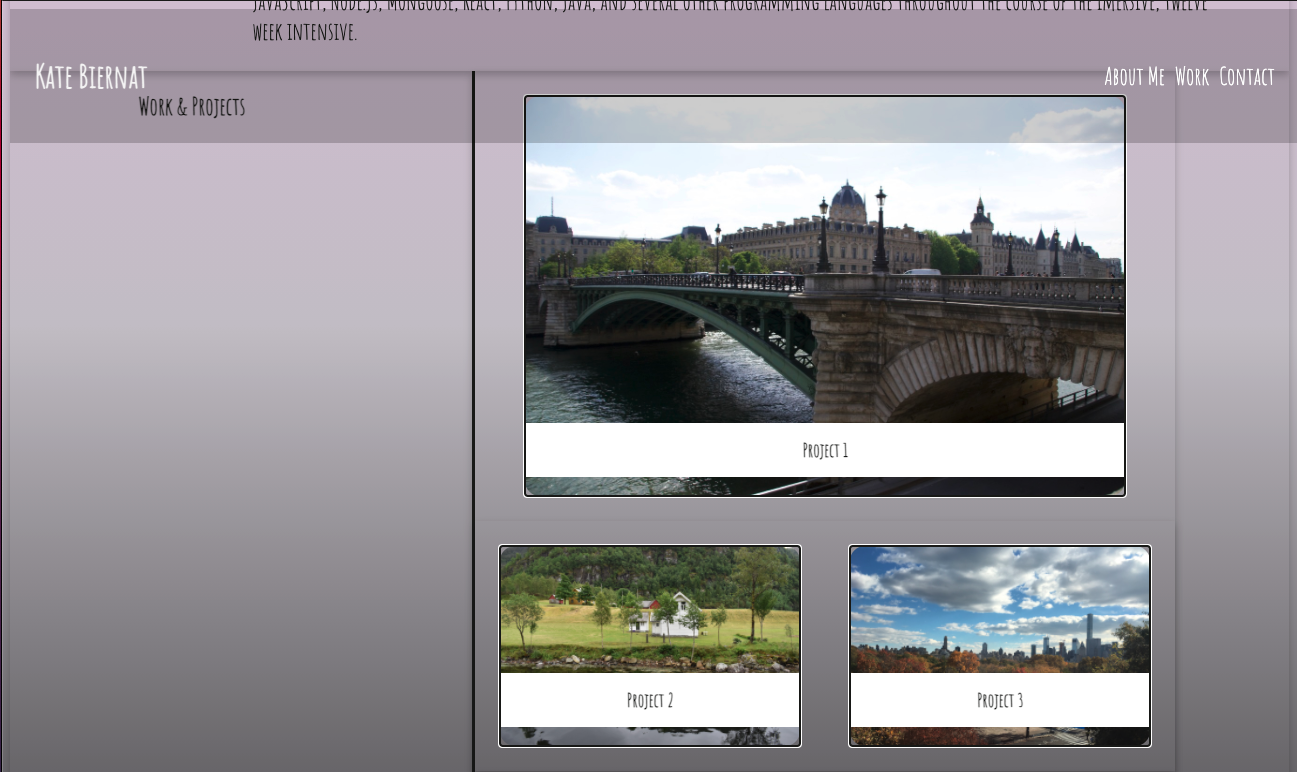 JavaScript, Node.js, Mongoose, React, Python, Java, and several other programming languages throughout the course of the imersive, twelve
week intensive.
Kate Biernat
About Me Work Contact
Work & Projects
Project 1
Project 2
Project 3